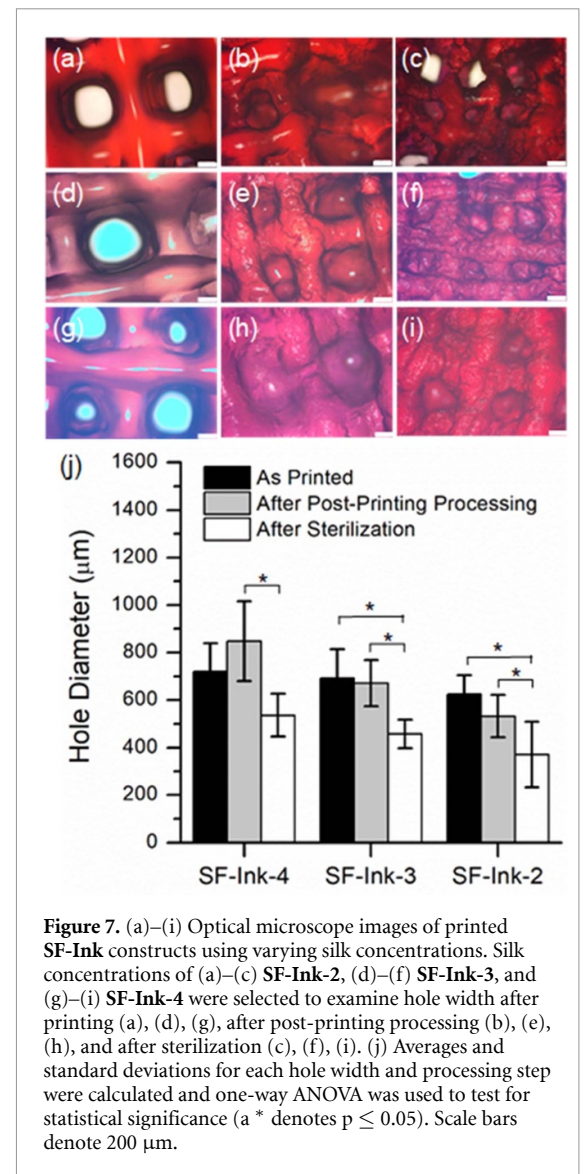 (a)
(b)
(c)
(d)
(e)
(f)
(g)
(h)
(i)
(j)
1600
1400
1200
1000
800
600
400
200
0
Hole Diameter (μm)
As Printed
After Post-Printing Processing
After Sterilization
*
*
*
*
*
SF-Ink-4
SF-Ink-3
SF-Ink-2
Figure 7. (a)–(i) Optical microscope images of printed
SF-Ink constructs using varying silk concentrations. Silk
concentrations of (a)–(c) SF-Ink-2, (d)–(f) SF-Ink-3, and
(g)–(i) SF-Ink-4 were selected to examine hole width after
printing (a), (d), (g), after post-printing processing (b), (e),
(h), and after sterilization (c), (f), (i). (j) Averages and
standard deviations for each hole width and processing step
were calculated and one-way ANOVA was used to test for
statistical significance (a * denotes p ≤ 0.05). Scale bars
denote 200 μm.